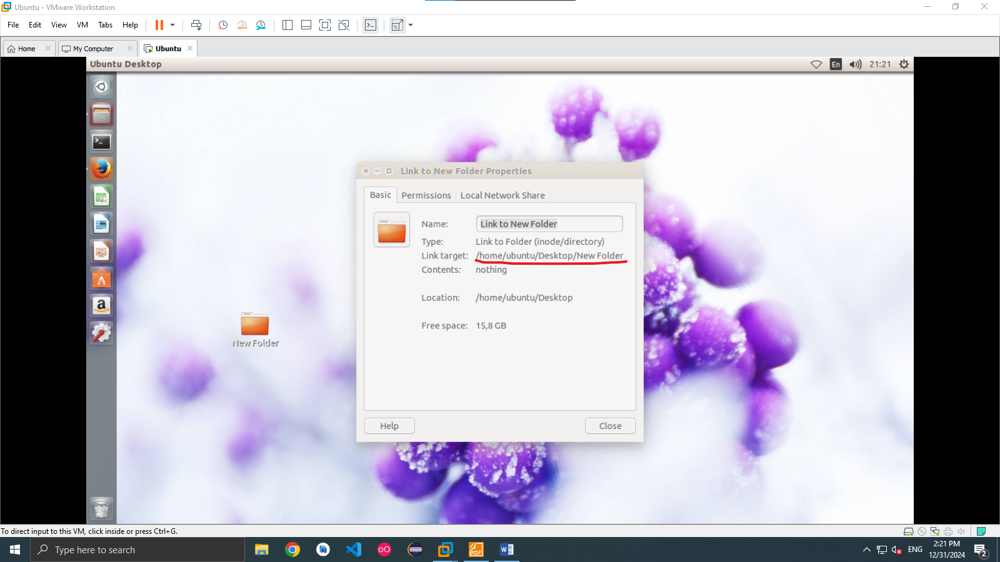 Ubuntu - VMware Workstation
File Edit View VM Tabs Help
Home My Computer Ubuntu
Ubuntu Desktop En 21:21
Link to New Folder Properties
Basic Permissions Local Network Share
Name: Link to New Folder
Type: Link to Folder (inode/directory)
Link target: /home/ubuntu/Desktop/New Folder
Contents: nothing
Location: /home/ubuntu/Desktop
Free space: 15,8 GB
New Folder
Help Close
To direct input to this VM, click inside or press Ctrl+G.
Type here to search
PDF
ENG
2:21 PM
12/31/2024
2